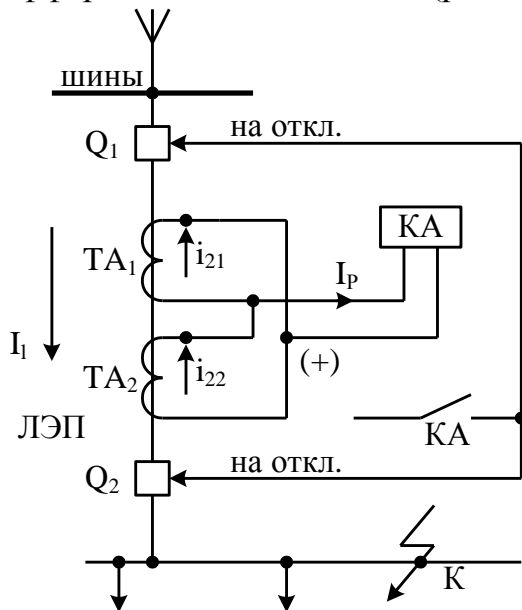 шины
Q₁
на откл.
КА
TA₁
i₂₁
Iₚ
I₁
TA₂
i₂₂
(+)
ЛЭП
КА
Q₂
на откл.
К